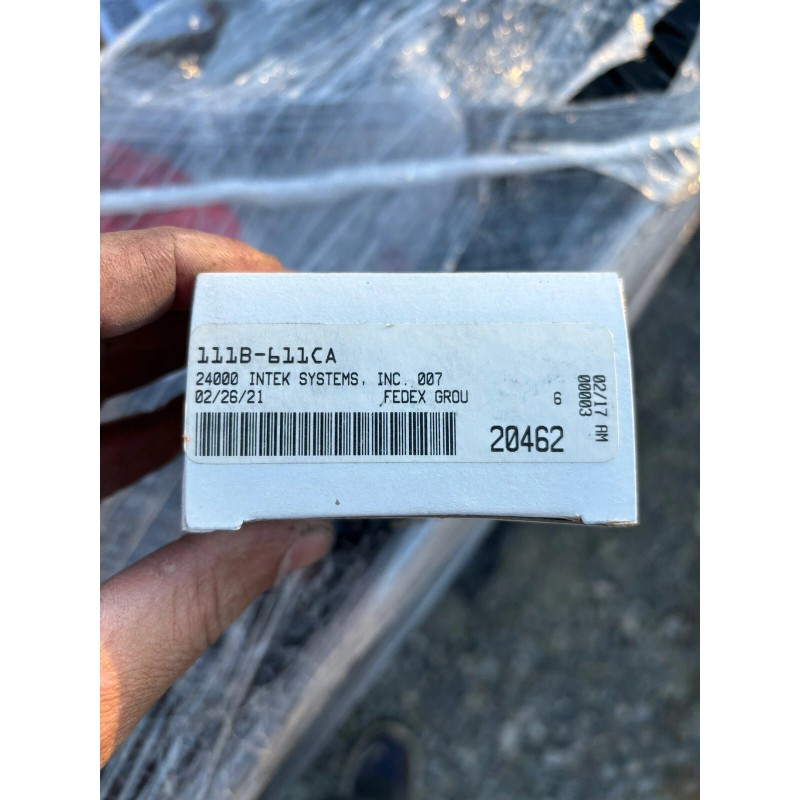 111B-611CA
24000 INTEK SYSTEMS, INC. 007
02/26/21 FEDEX GROU 6
20462
02/17 AM
00003